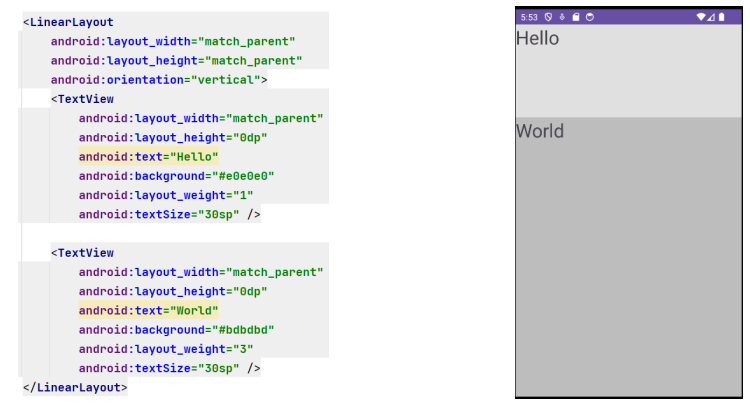 <LinearLayout
android:layout_width="match_parent"
android:layout_height="match_parent"
android:orientation="vertical">
<TextView
android:layout_width="match_parent"
android:layout_height="0dp"
android:text="Hello"
android:background="#e0e0e0"
android:layout_weight="1"
android:textSize="30sp" />
<TextView
android:layout_width="match_parent"
android:layout_height="0dp"
android:text="World"
android:background="#bdbdbd"
android:layout_weight="3"
android:textSize="30sp" />
</LinearLayout>
5:53
Hello
World